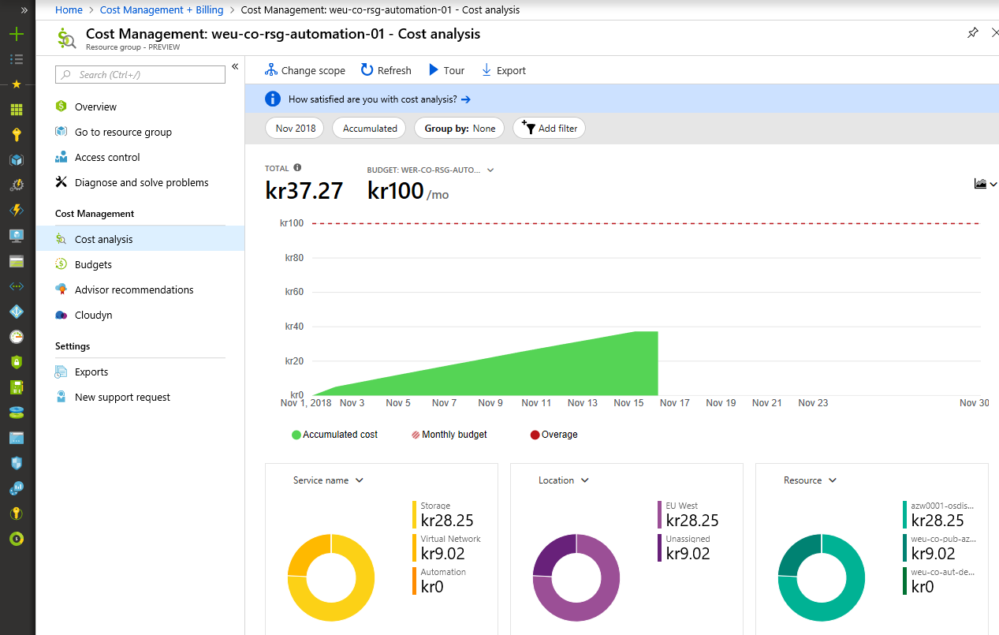 Home > Cost Management + Billing > Cost Management: weu-co-rsg-automation-01 - Cost analysis
Cost Management: weu-co-rsg-automation-01 - Cost analysis
Resource group - PREVIEW
Search (Ctrl+/)
Overview
Go to resource group
Access control
Diagnose and solve problems
Cost Management
Cost analysis
Budgets
Advisor recommendations
Cloudyn
Settings
Exports
New support request
Change scope Refresh Tour Export
How satisfied are you with cost analysis?
Nov 2018 Accumulated Group by: None Add filter
TOTAL BUDGET: WER-CO-RSG-AUTO...
kr37.27 kr100 /mo
kr100
kr80
kr60
kr40
kr20
kr0
Nov 1, 2018 Nov 3 Nov 5 Nov 7 Nov 9 Nov 11 Nov 13 Nov 15 Nov 17 Nov 19 Nov 21 Nov 23 Nov 30
Accumulated cost Monthly budget Overage
Service name
Storage
kr28.25
Virtual Network
kr9.02
Automation
kr0
Location
EU West
kr28.25
Unassigned
kr9.02
Resource
azw0001-osdis...
kr28.25
weu-co-pub-az...
kr9.02
weu-co-aut-de...
kr0